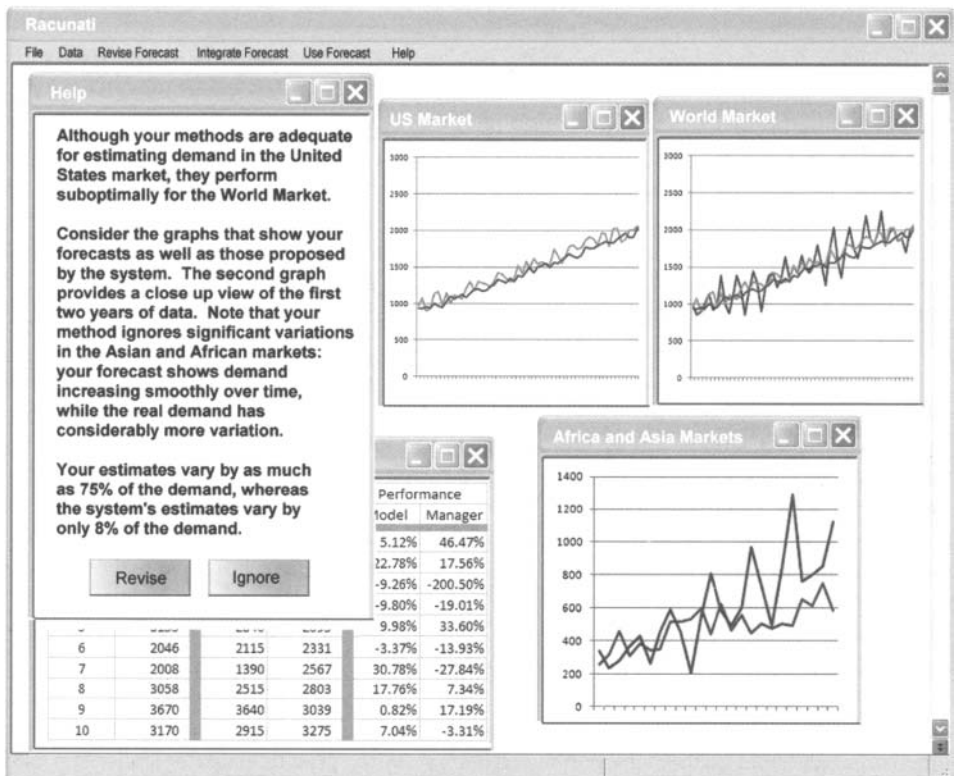 Racunati
File Data Revise Forecast Integrate Forecast Use Forecast Help
Help
Although your methods are adequate
for estimating demand in the United
States market, they perform
suboptimally for the World Market.
Consider the graphs that show your
forecasts as well as those proposed
by the system. The second graph
provides a close up view of the first
two years of data. Note that your
method ignores significant variations
in the Asian and African markets:
your forecast shows demand
increasing smoothly over time,
while the real demand has
considerably more variation.
Your estimates vary by as much
as 75% of the demand, whereas
the system's estimates vary by
only 8% of the demand.
Revise Ignore
US Market
3000
2500
2000
1500
1000
500
0
World Market
3000
2500
2000
1500
1000
500
0
Performance
Model Manager
5.12% 46.47%
22.78% 17.56%
-9.26% -200.50%
-9.80% -19.01%
9.98% 33.60%
6 2046 2115 2331 -3.37% -13.93%
7 2008 1390 2567 30.78% -27.84%
8 3058 2515 2803 17.76% 7.34%
9 3670 3640 3039 0.82% 17.19%
10 3170 2915 3275 7.04% -3.31%
Africa and Asia Markets
1400
1200
1000
800
600
400
200
0